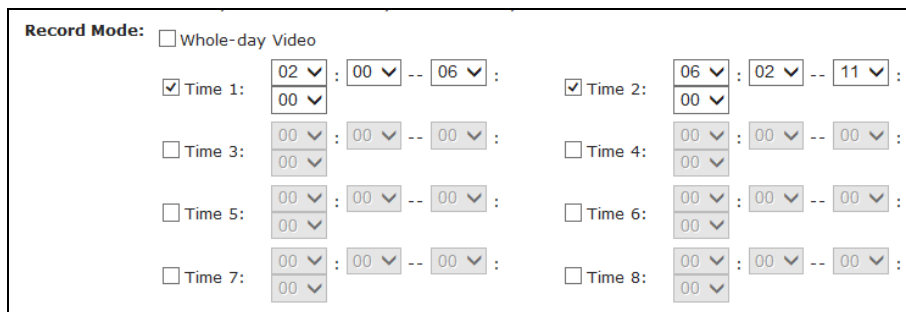 Record Mode: Whole-day Video
Time 1: 02 : 00 -- 06 : 00
Time 2: 06 : 02 -- 11 : 00
Time 3: 00 : 00 -- 00 : 00
Time 4: 00 : 00 -- 00 : 00
Time 5: 00 : 00 -- 00 : 00
Time 6: 00 : 00 -- 00 : 00
Time 7: 00 : 00 -- 00 : 00
Time 8: 00 : 00 -- 00 : 00